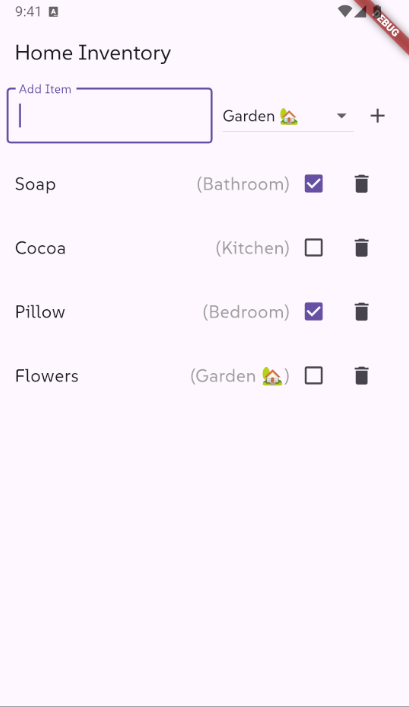 9:41
DEBUG
Home Inventory
Add Item
Garden 🏡
Soap (Bathroom)
Cocoa (Kitchen)
Pillow (Bedroom)
Flowers (Garden 🏡)